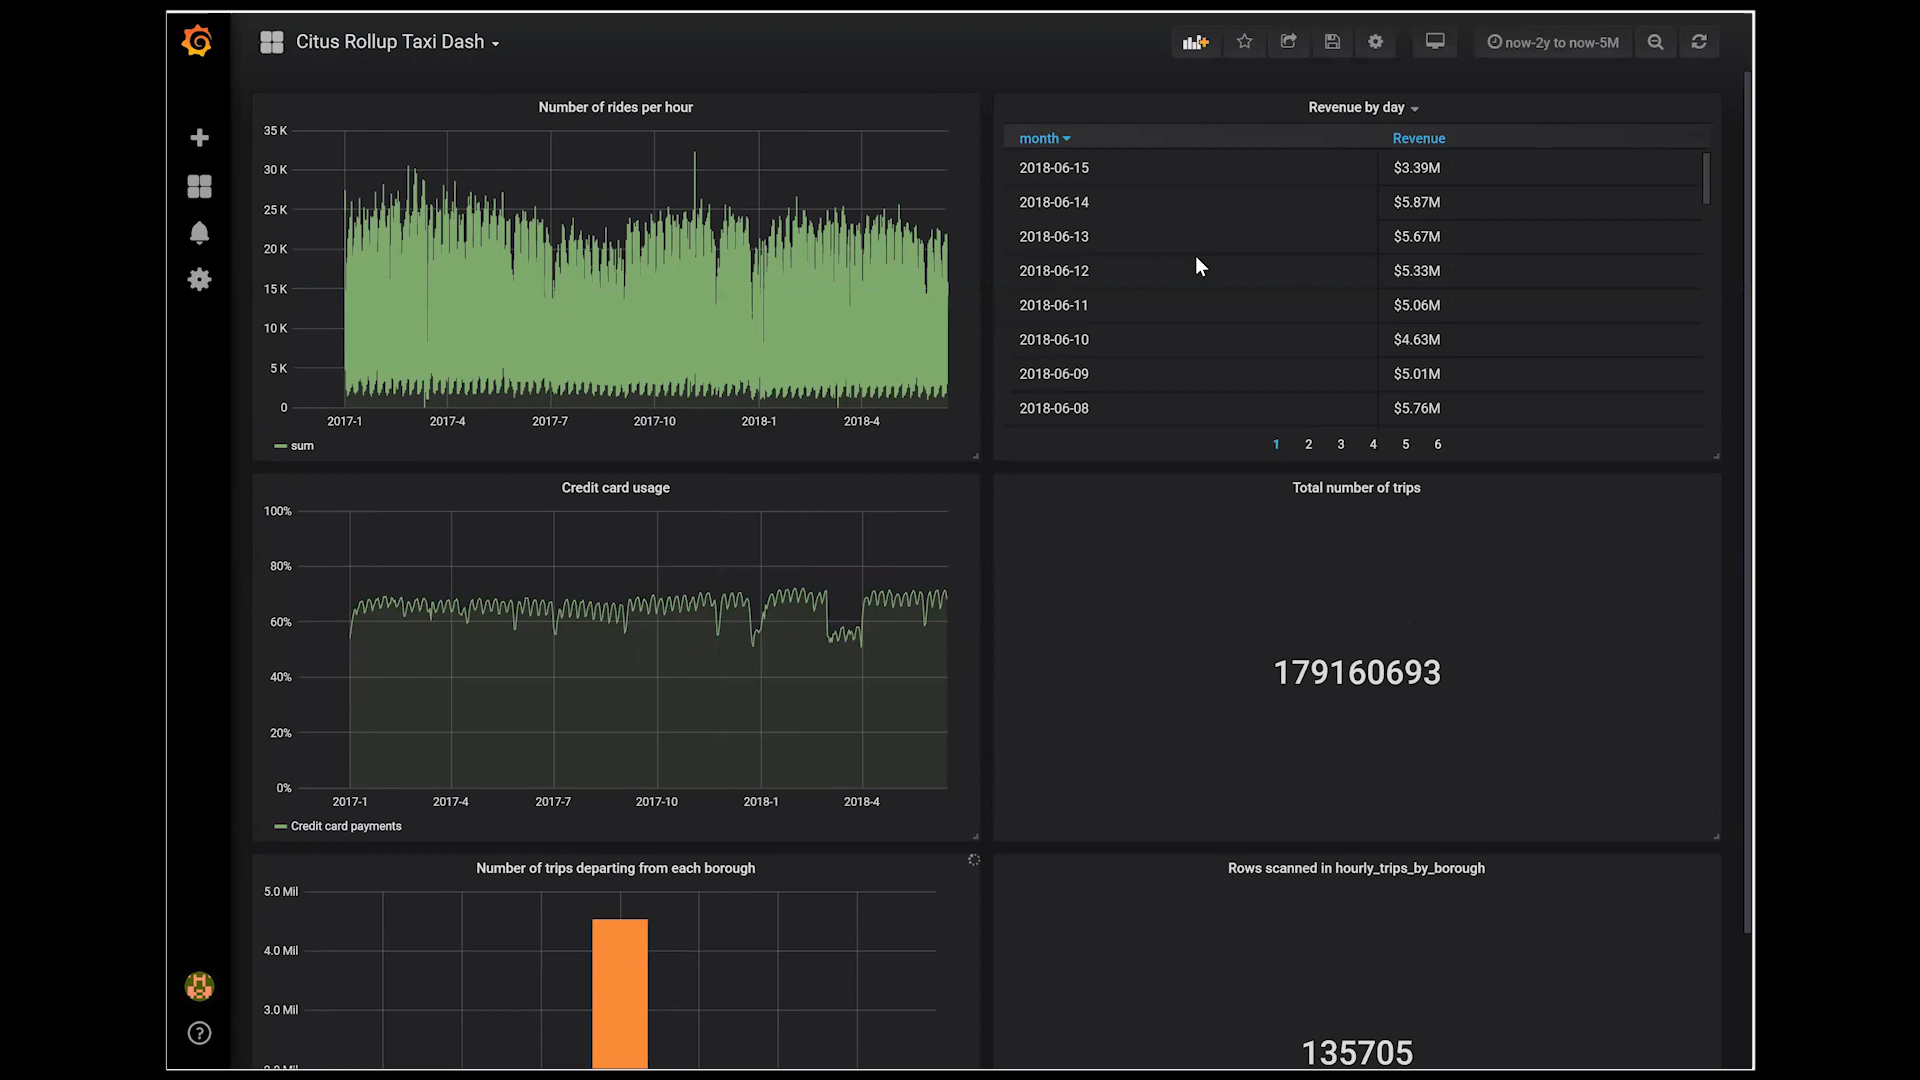 Citus Rollup Taxi Dash
now-2y to now-5M
Number of rides per hour
35 K
30 K
25 K
20 K
15 K
10 K
5 K
0
2017-1 2017-4 2017-7 2017-10 2018-1 2018-4
sum
Revenue by day
month Revenue
2018-06-15 $3.39M
2018-06-14 $5.87M
2018-06-13 $5.67M
2018-06-12 $5.33M
2018-06-11 $5.06M
2018-06-10 $4.63M
2018-06-09 $5.01M
2018-06-08 $5.76M
1 2 3 4 5 6
Credit card usage
100%
80%
60%
40%
20%
0%
2017-1 2017-4 2017-7 2017-10 2018-1 2018-4
Credit card payments
Total number of trips
179160693
Number of trips departing from each borough
5.0 Mil
4.0 Mil
3.0 Mil
Rows scanned in hourly_trips_by_borough
135705